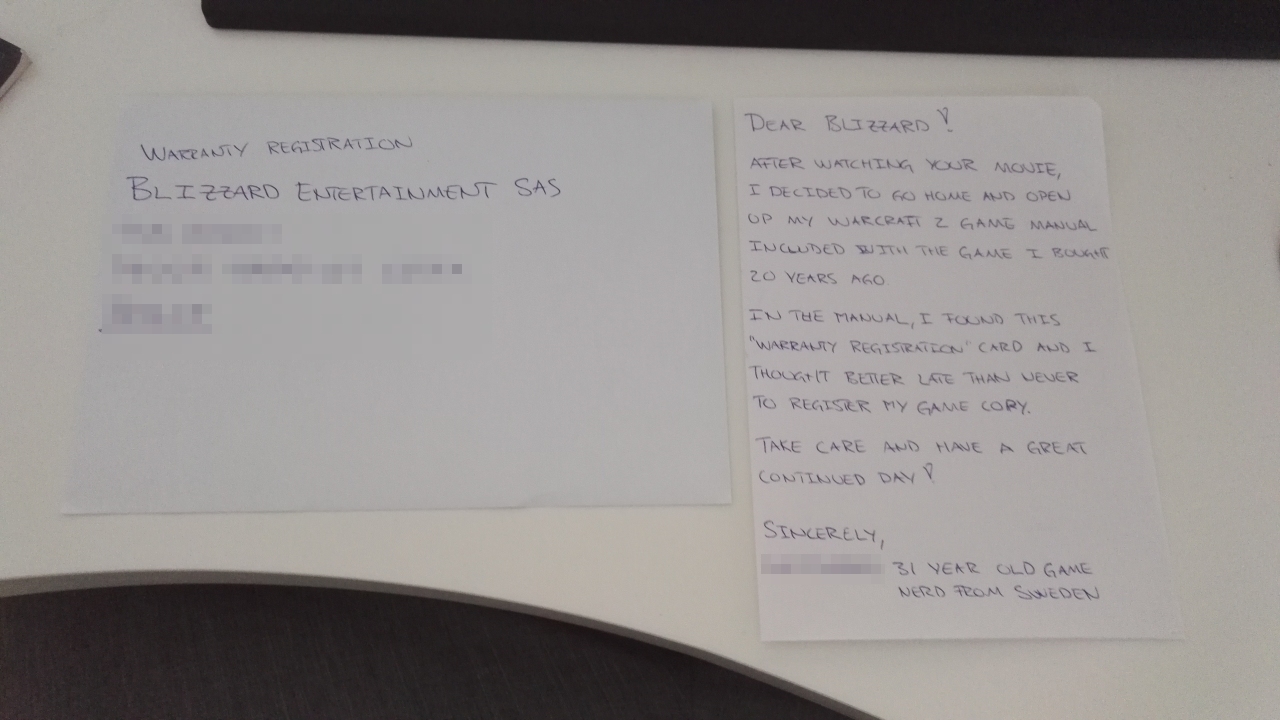 WARRANTY REGISTRATION
BLIZZARD ENTERTAINMENT SAS
DEAR BLIZZARD!
AFTER WATCHING YOUR MOVIE,
I DECIDED TO GO HOME AND OPEN
UP MY WARCRAFT 2 GAME MANUAL
INCLUDED WITH THE GAME I BOUGHT
20 YEARS AGO.
IN THE MANUAL, I FOUND THIS
"WARRANTY REGISTRATION" CARD AND I
THOUGHT BETTER LATE THAN NEVER
TO REGISTER MY GAME COPY.
TAKE CARE AND HAVE A GREAT
CONTINUED DAY!
SINCERELY,
31 YEAR OLD GAME
NERD FROM SWEDEN